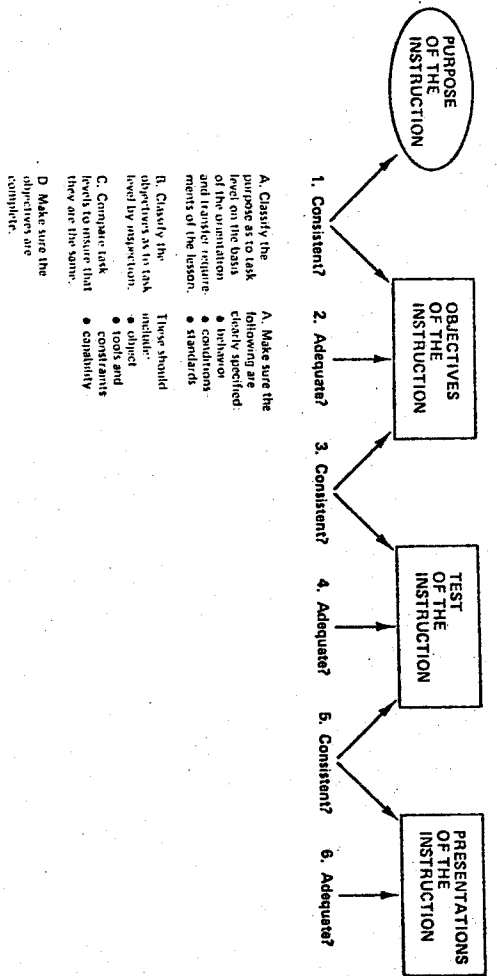 PURPOSE
OF THE
INSTRUCTION
OBJECTIVES
OF THE
INSTRUCTION
TEST
OF THE
INSTRUCTION
PRESENTATIONS
OF THE
INSTRUCTION
1. Consistent?
2. Adequate?
3. Consistent?
4. Adequate?
5. Consistent?
6. Adequate?
A. Classify the
purpose as to task
level on the basis
of the orientation
and transfer require-
ments of the lesson.
B. Classify the
objectives as to task
level by inspection.
C. Compare task
levels to insure that
they are the same.
D Make sure the
objectives are
complete.
A. Make sure the
following are
clearly specified:
• behavior
• conditions
• standards
These should
include:
• object
• tools and
constraints
• capability